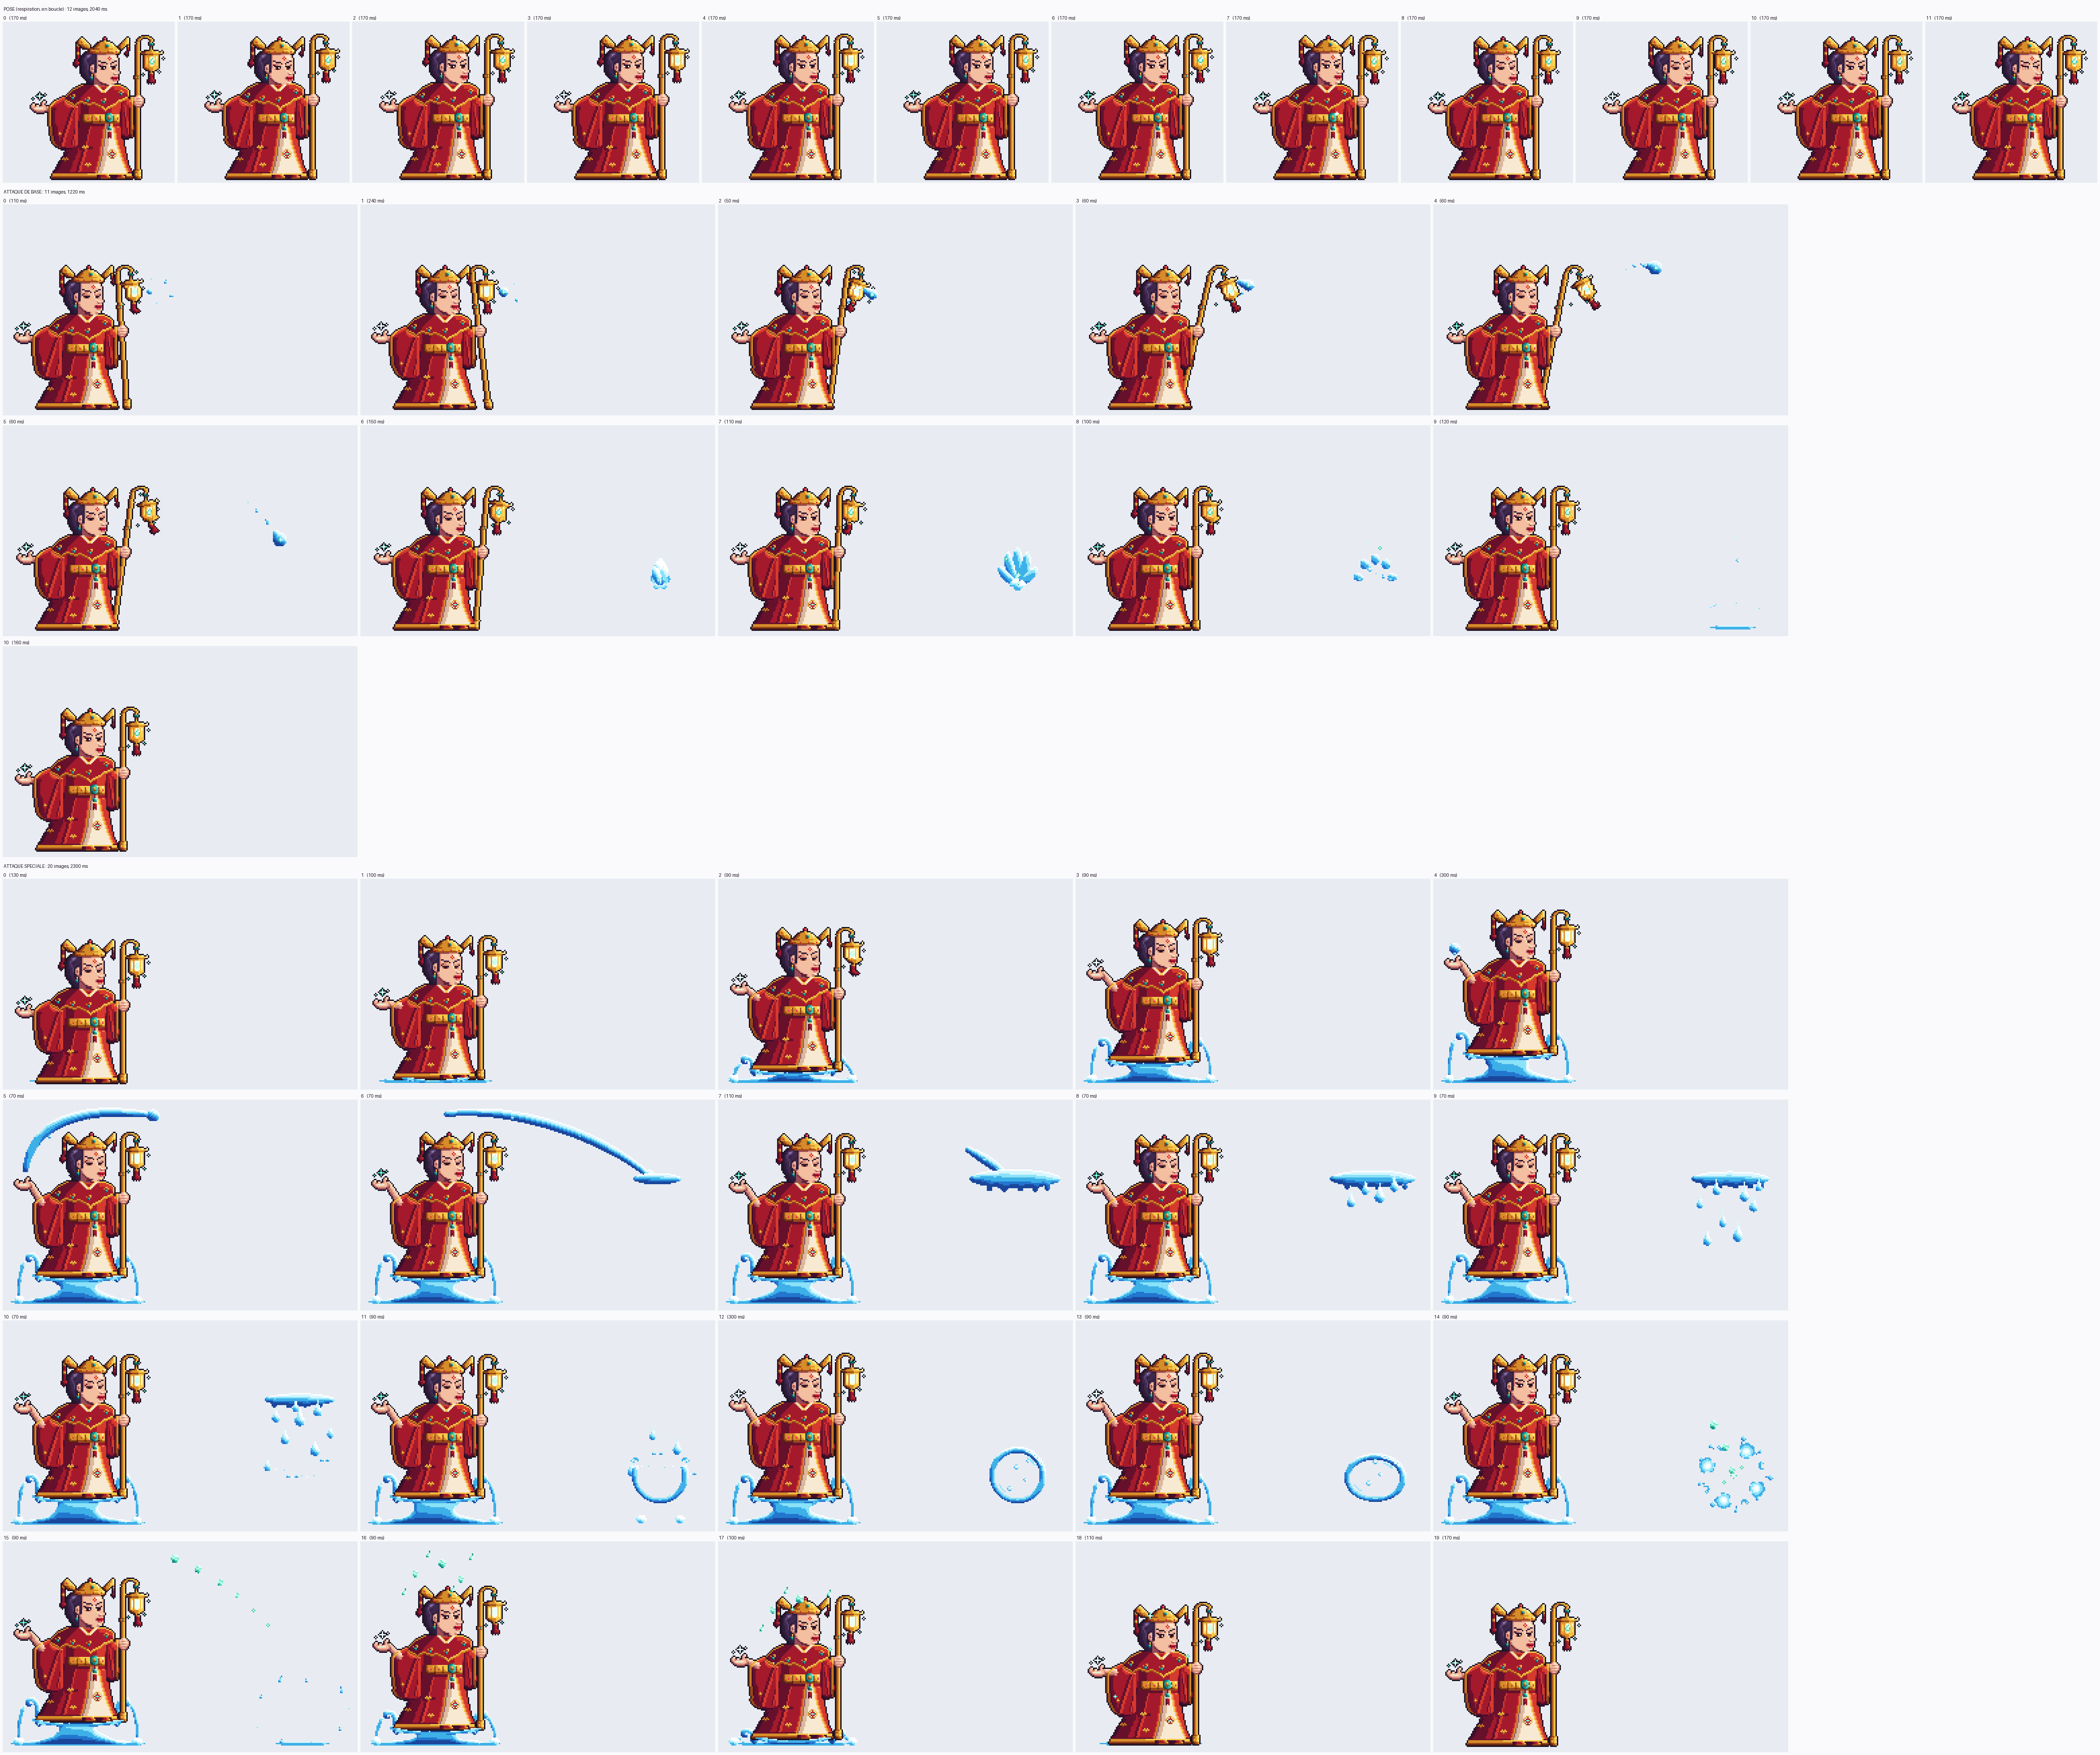 POSE (respiration, en boucle) : 12 images, 2040 ms
0 (170 ms) 1 (170 ms) 2 (170 ms) 3 (170 ms) 4 (170 ms) 5 (170 ms) 6 (170 ms) 7 (170 ms) 8 (170 ms) 9 (170 ms) 10 (170 ms) 11 (170 ms)
ATTAQUE DE BASE : 11 images, 1220 ms
0 (110 ms) 1 (240 ms) 2 (50 ms) 3 (60 ms) 4 (60 ms)
5 (60 ms) 6 (150 ms) 7 (110 ms) 8 (100 ms) 9 (120 ms)
10 (160 ms)
ATTAQUE SPECIALE : 20 images, 2300 ms
0 (130 ms) 1 (100 ms) 2 (90 ms) 3 (90 ms) 4 (300 ms)
5 (70 ms) 6 (70 ms) 7 (110 ms) 8 (70 ms) 9 (70 ms)
10 (70 ms) 11 (90 ms) 12 (200 ms) 13 (90 ms) 14 (90 ms)
15 (90 ms) 16 (90 ms) 17 (100 ms) 18 (110 ms) 19 (170 ms)